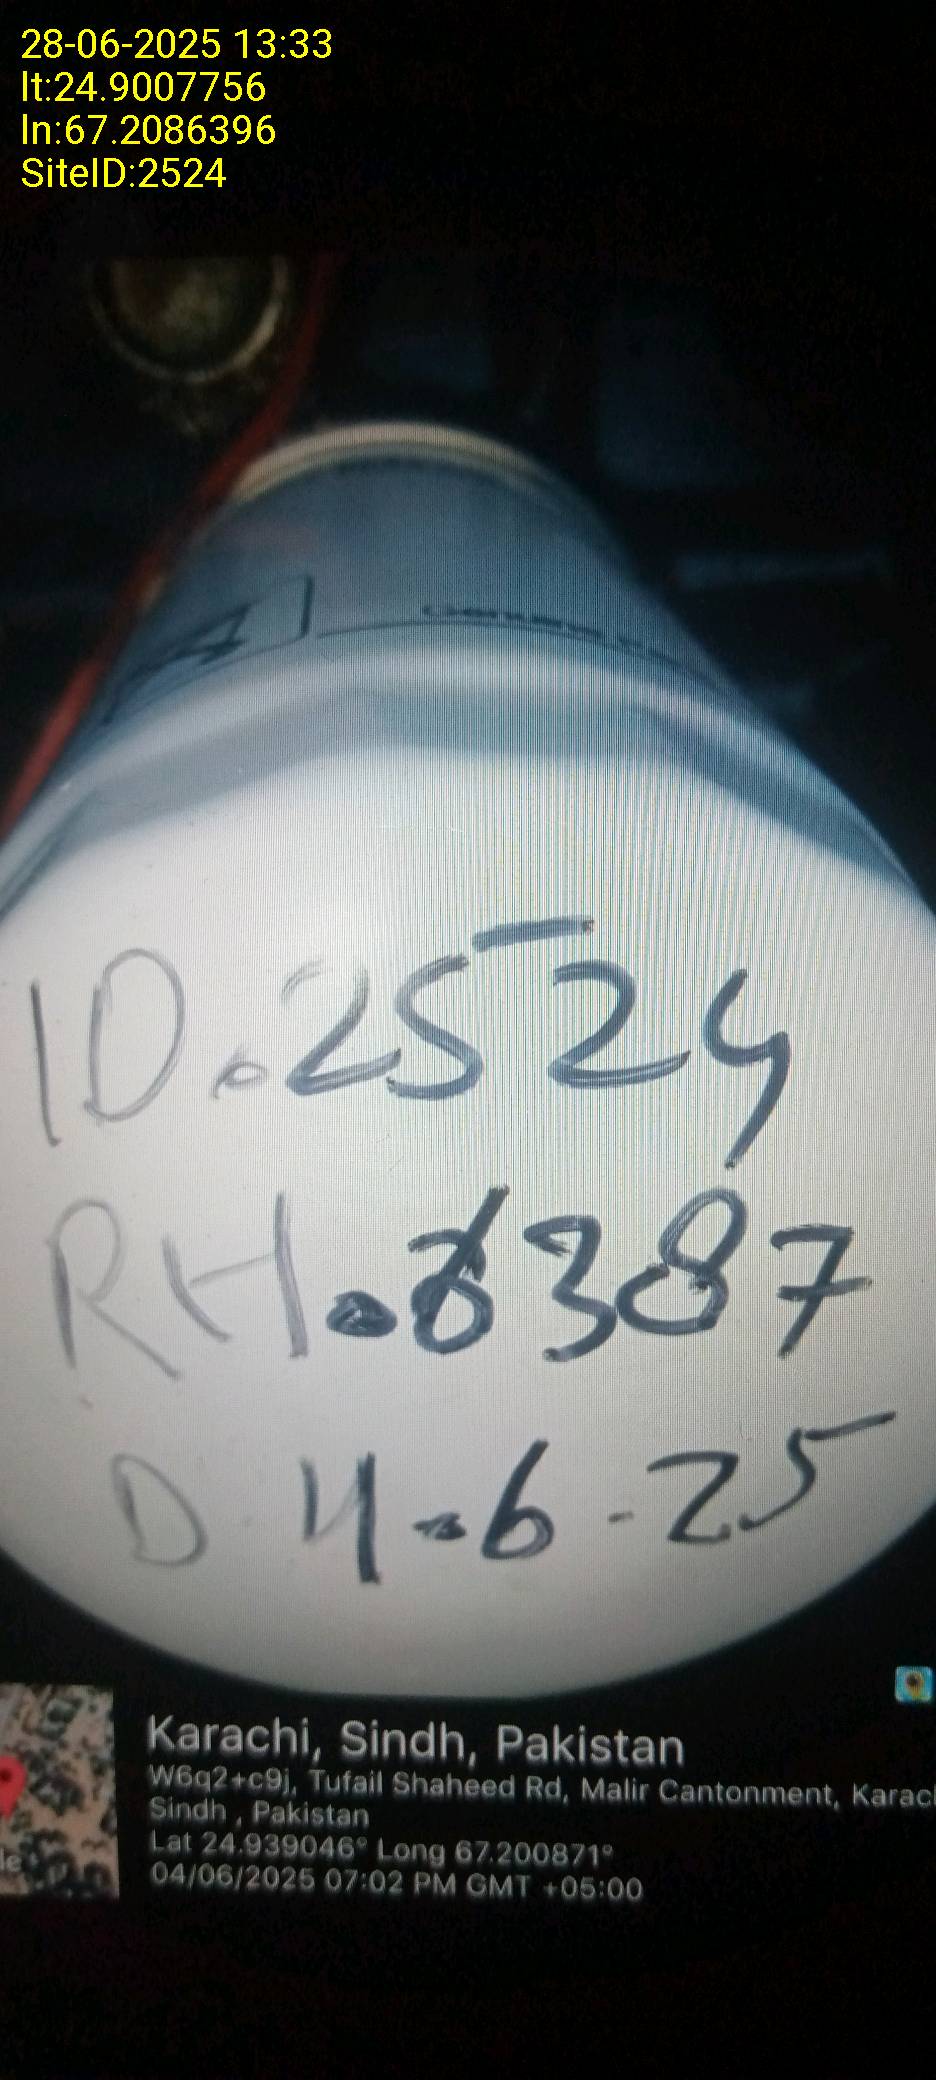 28-06-2025 13:33
lt:24.9007756
ln:67.2086396
SiteID:2524
ID.2524
RH.8387
D 4-6-25
Karachi, Sindh, Pakistan
W6q2+c9j, Tufail Shaheed Rd, Malir Cantonment,
Sindh , Pakistan
Lat 24.939046° Long 67.200871°
04/06/2025 07:02 PM GMT +05:00